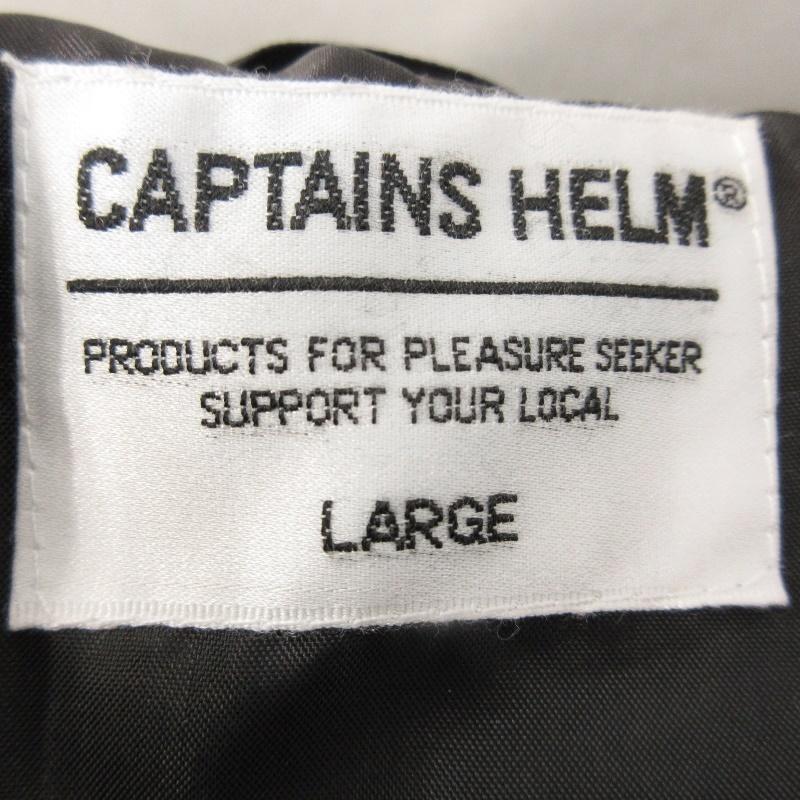 CAPTAINS HELM®
PRODUCTS FOR PLEASURE SEEKER
SUPPORT YOUR LOCAL
LARGE